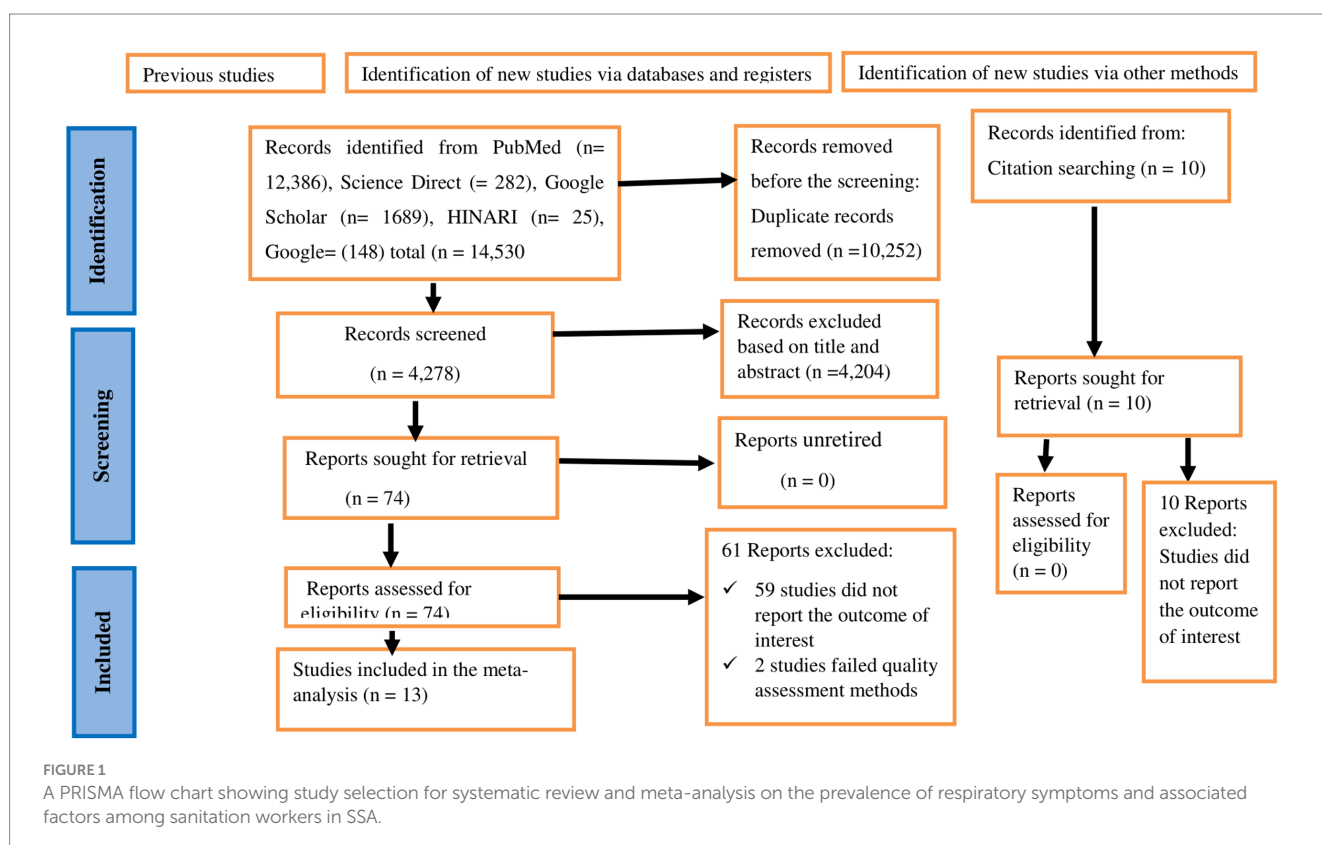 Previous studies
Identification of new studies via databases and registers
Identification of new studies via other methods
Identification
Records identified from PubMed (n=
12,386), Science Direct (= 282), Google
Scholar (n= 1689), HINARI (n= 25),
Google= (148) total (n = 14,530
Records removed
before the screening:
Duplicate records
removed (n =10,252)
Records identified from:
Citation searching (n = 10)
Screening
Records screened
(n = 4,278)
Records excluded
based on title and
abstract (n =4,204)
Reports sought for
retrieval (n = 10)
Reports sought for retrieval
(n = 74)
Reports unretired
(n = 0)
Reports
assessed for
eligibility
(n = 0)
10 Reports
excluded:
Studies did
not report
the outcome
of interest
Included
Reports assessed for
eligibility (n = 74)
61 Reports excluded:
✓ 59 studies did not
report the outcome of
interest
✓ 2 studies failed quality
assessment methods
Studies included in the meta-
analysis (n = 13)
FIGURE 1
A PRISMA flow chart showing study selection for systematic review and meta-analysis on the prevalence of respiratory symptoms and associated
factors among sanitation workers in SSA.